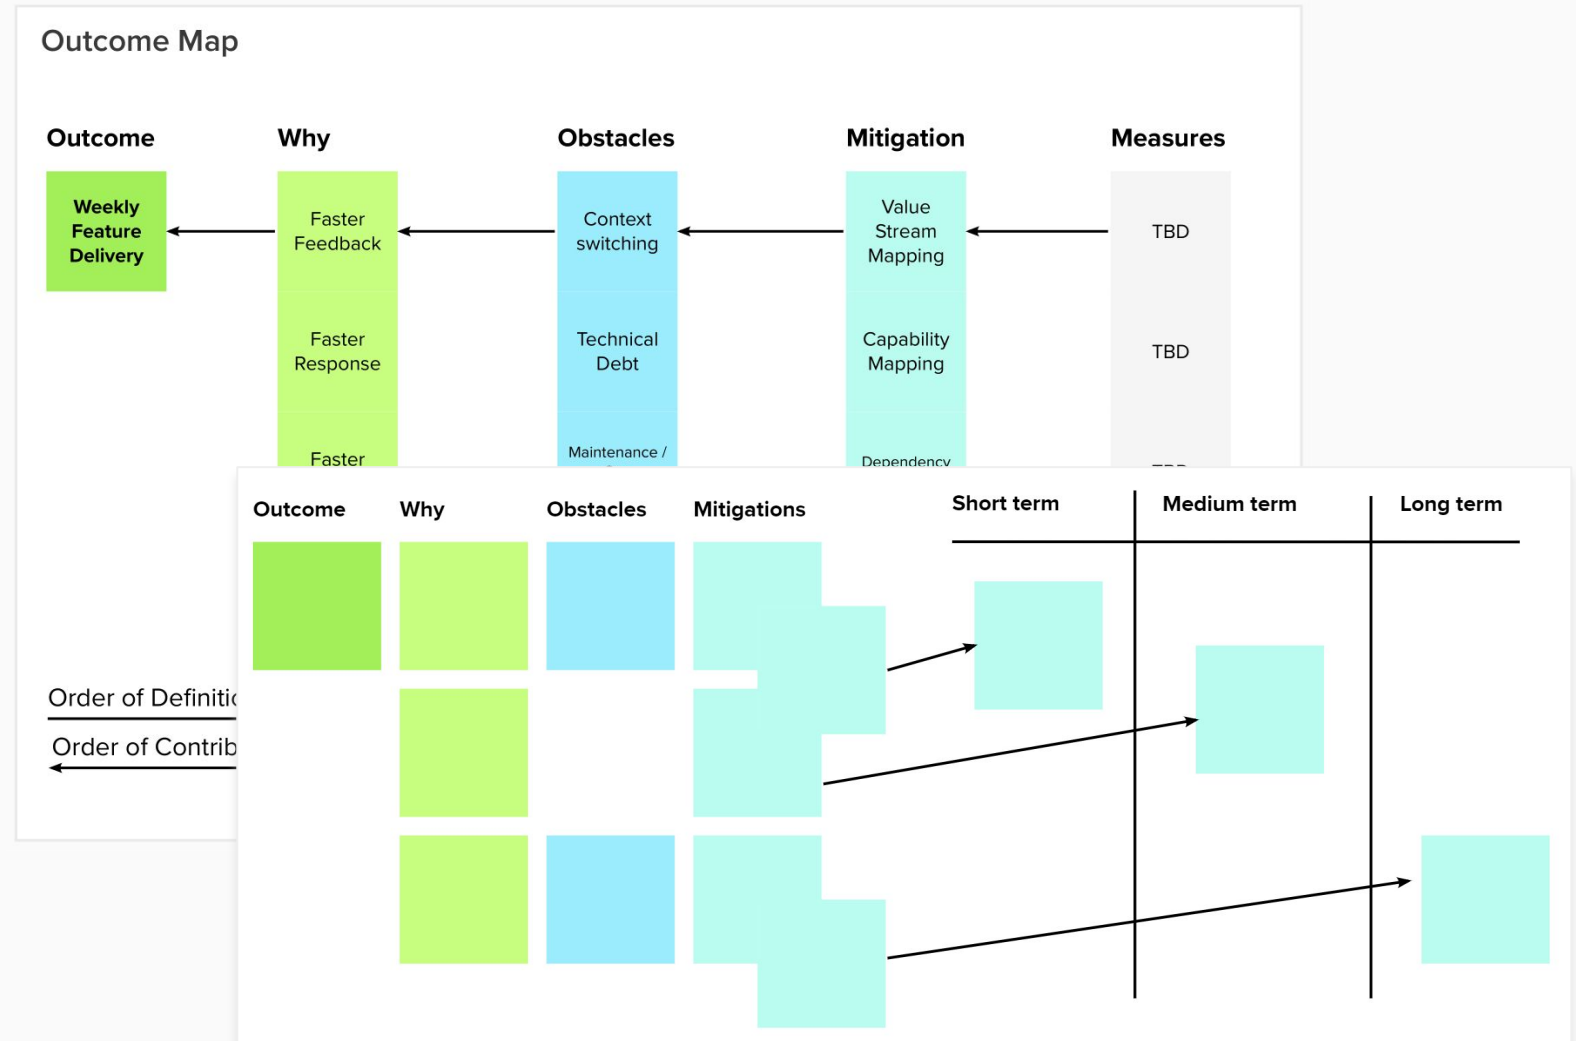 Outcome Map
Outcome
Why
Obstacles
Mitigation
Measures
Weekly
Feature
Delivery
Faster
Feedback
Context
switching
Value
Stream
Mapping
TBD
Faster
Response
Technical
Debt
Capability
Mapping
TBD
Faster
Maintenance /
Dependency
Order of
Order of
Outcome
Why
Obstacles
Mitigations
Short term
Medium term
Long term